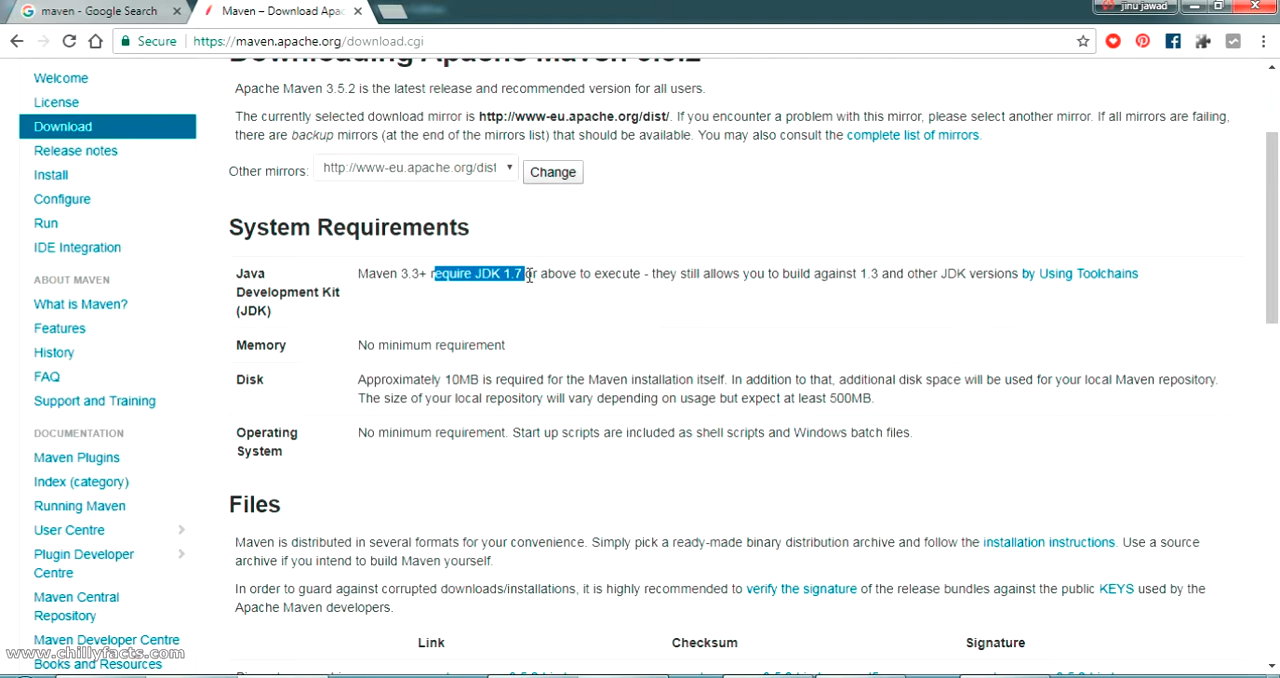 maven - Google Search
Maven – Download Apac
jinu jawad
Secure https://maven.apache.org/download.cgi
Welcome
License
Download
Release notes
Install
Configure
Run
IDE Integration
ABOUT MAVEN
What is Maven?
Features
History
FAQ
Support and Training
DOCUMENTATION
Maven Plugins
Index (category)
Running Maven
User Centre
Plugin Developer
Centre
Maven Central
Repository
Maven Developer Centre
Books and Resources
www.chillyfacts.com
Downloading Apache Maven 3.5.2
Apache Maven 3.5.2 is the latest release and recommended version for all users.
The currently selected download mirror is http://www-eu.apache.org/dist/. If you encounter a problem with this mirror, please select another mirror. If all mirrors are failing,
there are backup mirrors (at the end of the mirrors list) that should be available. You may also consult the complete list of mirrors.
Other mirrors: http://www-eu.apache.org/dist Change
System Requirements
Java
Development Kit
(JDK)
Maven 3.3+ require JDK 1.7 or above to execute - they still allows you to build against 1.3 and other JDK versions by Using Toolchains
Memory No minimum requirement
Disk Approximately 10MB is required for the Maven installation itself. In addition to that, additional disk space will be used for your local Maven repository.
The size of your local repository will vary depending on usage but expect at least 500MB.
Operating
System
No minimum requirement. Start up scripts are included as shell scripts and Windows batch files.
Files
Maven is distributed in several formats for your convenience. Simply pick a ready-made binary distribution archive and follow the installation instructions. Use a source
archive if you intend to build Maven yourself.
In order to guard against corrupted downloads/installations, it is highly recommended to verify the signature of the release bundles against the public KEYS used by the
Apache Maven developers.
Link Checksum Signature